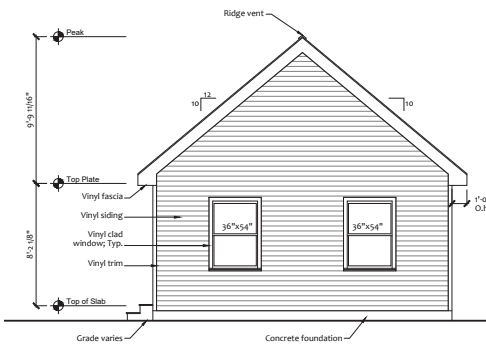 Ridge vent
Peak
12
10
10
9'-9 11/16"
Top Plate
Vinyl fascia
1'-0
O.h
Vinyl siding
36"x54"
36"x54"
Vinyl clad
window; Typ.
8'-2 1/8"
Vinyl trim
Top of Slab
Grade varies
Concrete foundation